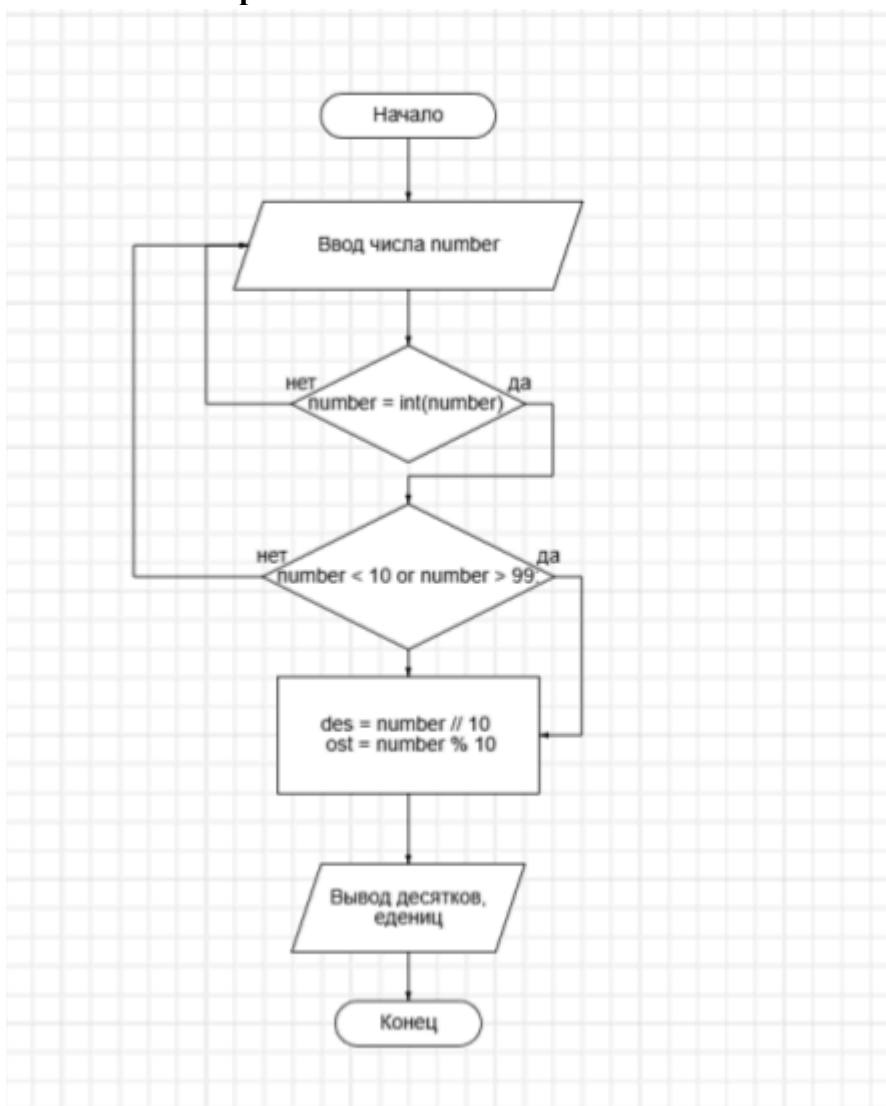 Начало
Ввод числа number
нет
да
number = int(number)
нет
да
number < 10 or number > 99.
des = number // 10
ost = number % 10
Вывод десятков,
едениц
Конец